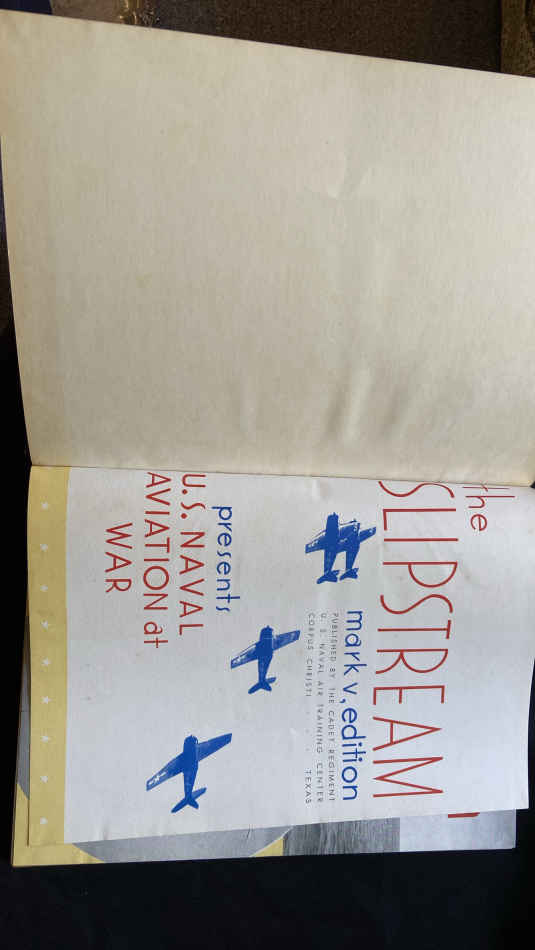 the
SLIPSTREAM
mark v, edition
PUBLISHED BY THE CADET REGIMENT
U. S. NAVAL AIR TRAINING CENTER
CORPUS CHRISTI . . . TEXAS
presents
U.S. NAVAL
AVIATION at
WAR